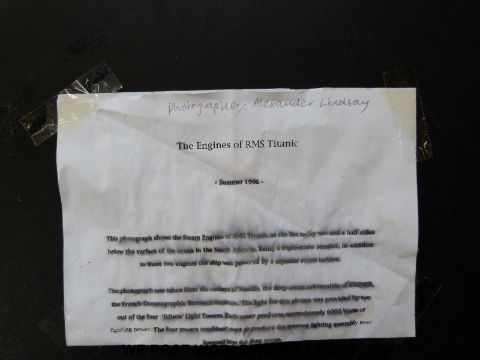 photographer: Alexander Lindsay
The Engines of RMS Titanic
- Summer 1996 -
This photograph shows the Steam Engines of RMS Titanic as she lies today two and a half miles
below the surface of the ocean in the North Atlantic. Being a triple-screw steamer, in addition
to these two engines the ship was powered by a separate steam turbine.
The photograph was taken from the camera of the deep ocean submersible of IFREMER,
the French Oceanographic Research Institute. The light for this picture was provided by two
out of the four 'Edison' Light Towers. Each tower produces approximately 6000 Watts of
lighting power. The four towers combined were to produce the greatest lighting assembly ever
lowered into the deep ocean.